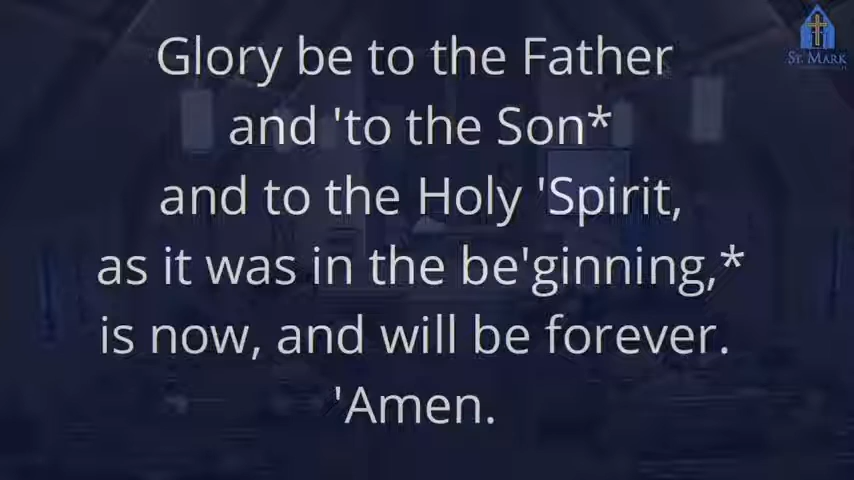 Glory be to the Father
and 'to the Son*
and to the Holy 'Spirit,
as it was in the be'ginning,*
is now, and will be forever.
'Amen.
ST. MARK